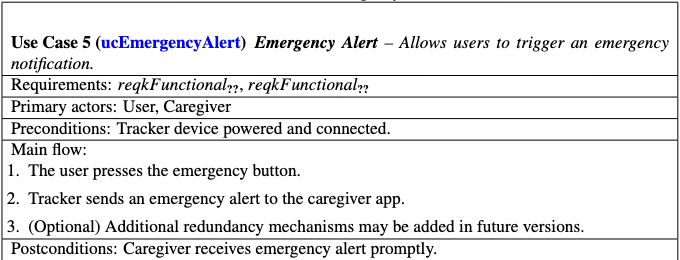 Use Case 5 (ucEmergencyAlert) Emergency Alert – Allows users to trigger an emergency
notification.
Requirements: reqkFunctional??, reqkFunctional??
Primary actors: User, Caregiver
Preconditions: Tracker device powered and connected.
Main flow:
1. The user presses the emergency button.
2. Tracker sends an emergency alert to the caregiver app.
3. (Optional) Additional redundancy mechanisms may be added in future versions.
Postconditions: Caregiver receives emergency alert promptly.